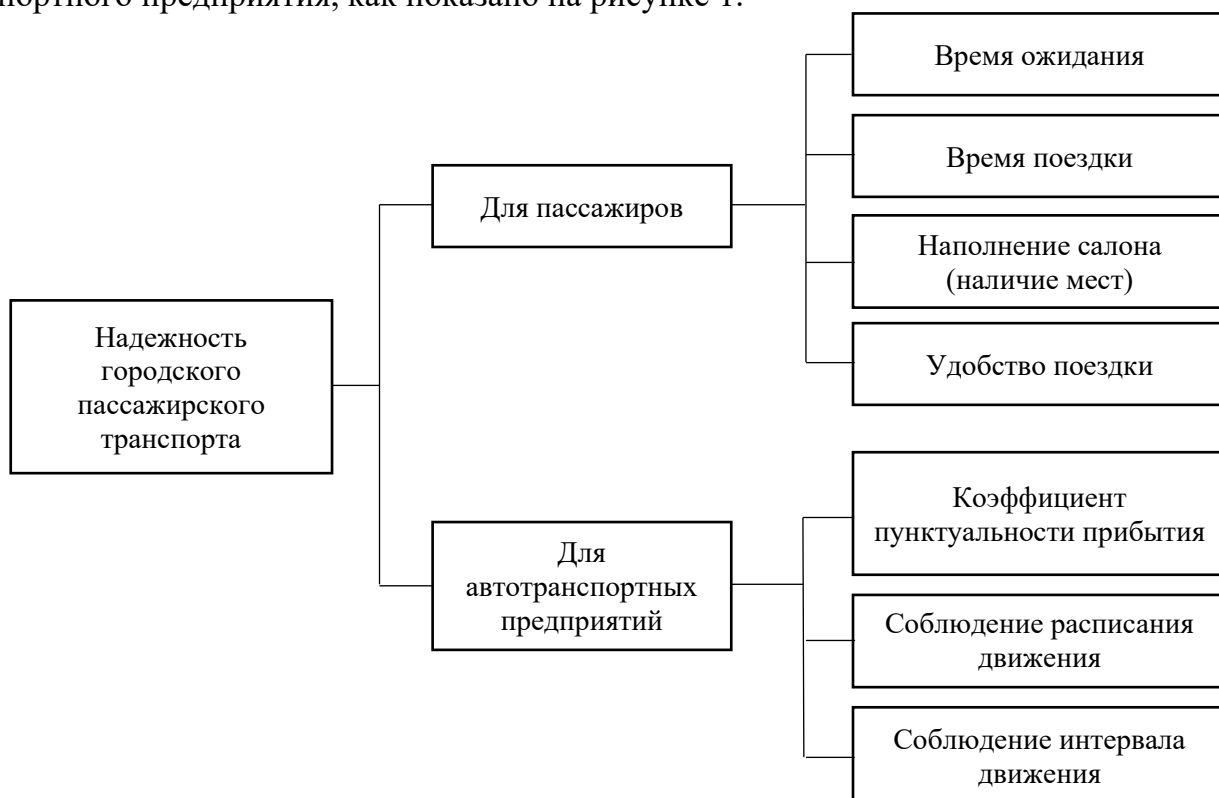 портного предприятия, как показано на рисунке 1.
Время ожидания
Время поездки
Для пассажиров
Наполнение салона
(наличие мест)
Надежность
городского
пассажирского
транспорта
Удобство поездки
Коэффициент
пунктуальности прибытия
Для
автотранспортных
предприятий
Соблюдение расписания
движения
Соблюдение интервала
движения